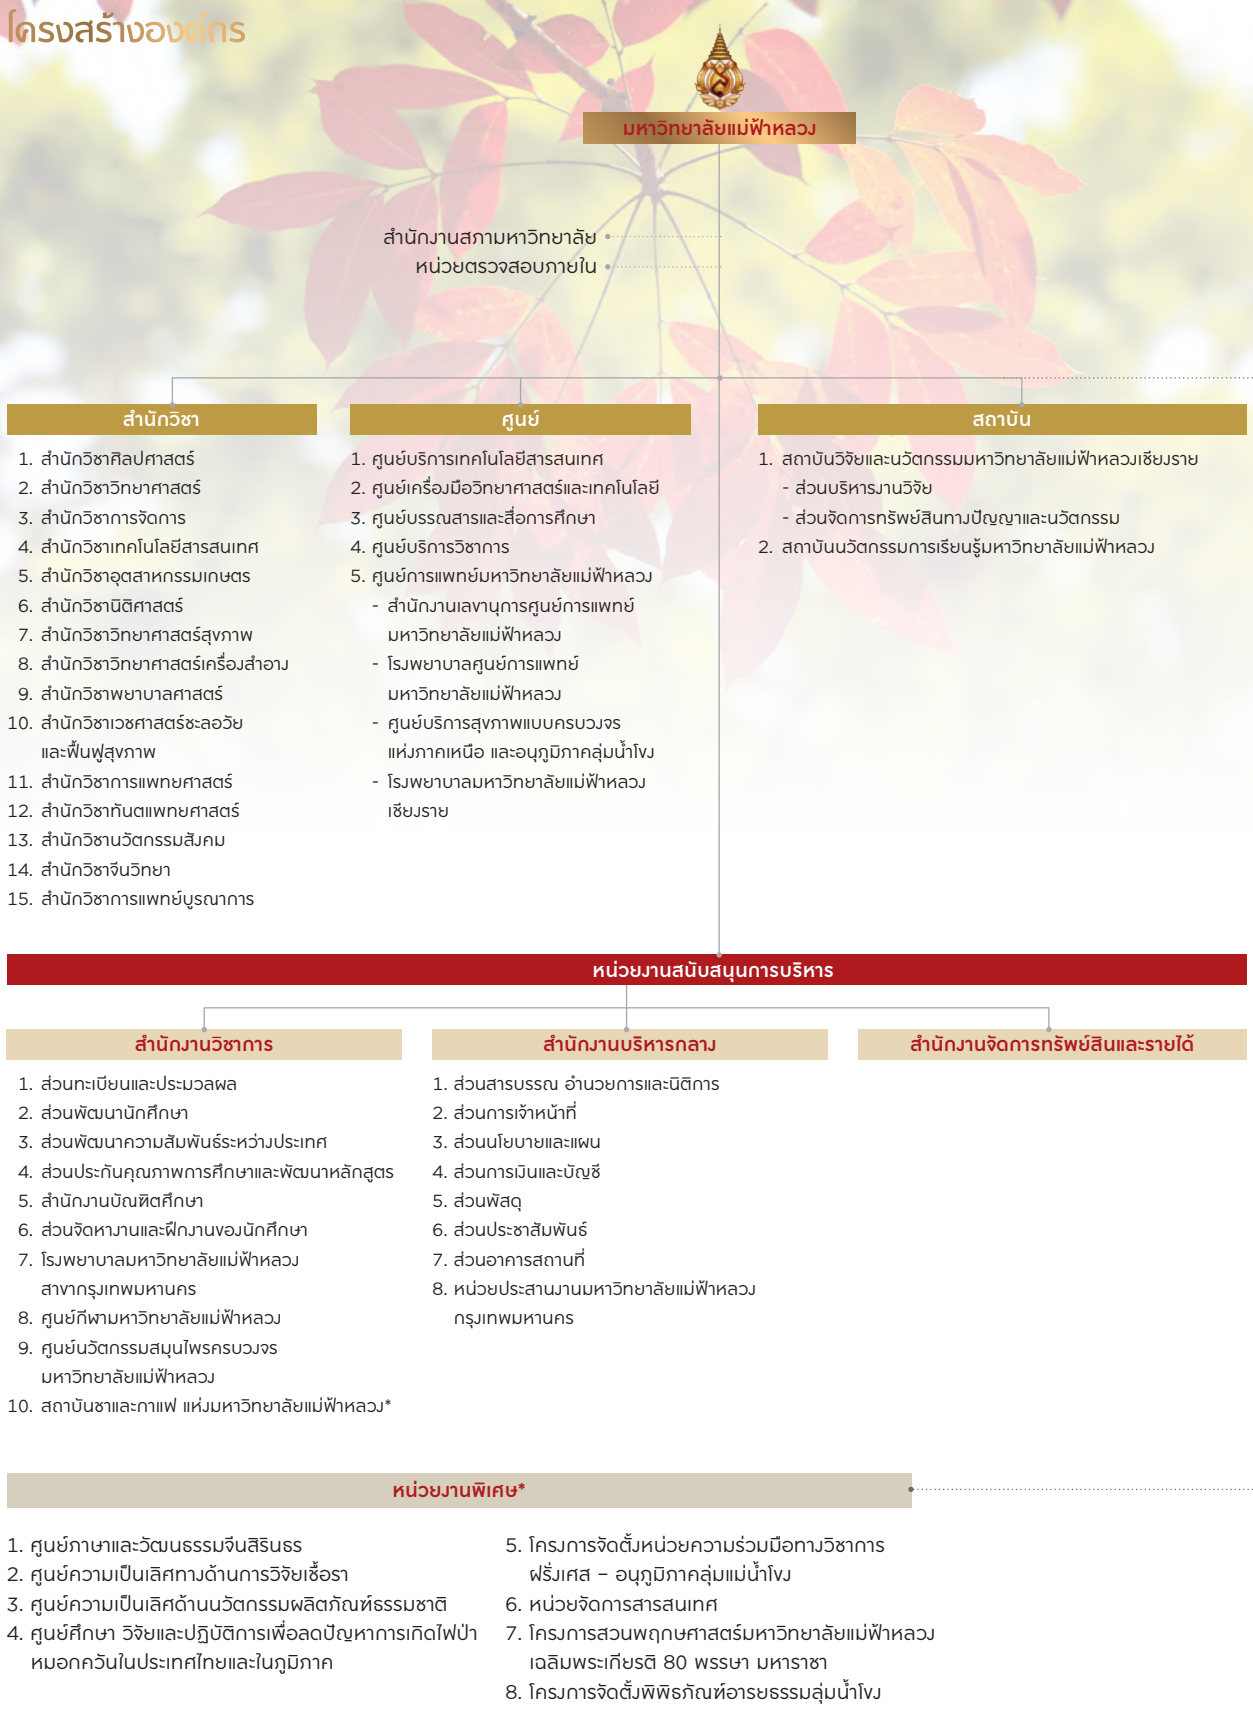 โครงสร้างองค์กร
มหาวิทยาลัยแม่ฟ้าหลวง
สำนักงานสภามหาวิทยาลัย
หน่วยตรวจสอบภายใน
สำนักวิชา
1. สำนักวิชาศิลปศาสตร์
2. สำนักวิชาวิทยาศาสตร์
3. สำนักวิชาการจัดการ
4. สำนักวิชาเทคโนโลยีสารสนเทศ
5. สำนักวิชาอุตสาหกรรมเกษตร
6. สำนักวิชานิติศาสตร์
7. สำนักวิชาวิทยาศาสตร์สุขภาพ
8. สำนักวิชาวิทยาศาสตร์เครื่องสำอาง
9. สำนักวิชาพยาบาลศาสตร์
10. สำนักวิชาเวชศาสตร์ชะลอวัย
และฟื้นฟูสุขภาพ
11. สำนักวิชาการแพทยศาสตร์
12. สำนักวิชาทันตแพทยศาสตร์
13. สำนักวิชานวัตกรรมสังคม
14. สำนักวิชาจีนวิทยา
15. สำนักวิชาการแพทย์บูรณาการ
ศูนย์
1. ศูนย์บริการเทคโนโลยีสารสนเทศ
2. ศูนย์เครื่องมือวิทยาศาสตร์และเทคโนโลยี
3. ศูนย์บรรณสารและสื่อการศึกษา
4. ศูนย์บริการวิชาการ
5. ศูนย์การแพทย์มหาวิทยาลัยแม่ฟ้าหลวง
- สำนักงานเลขานุการศูนย์การแพทย์
มหาวิทยาลัยแม่ฟ้าหลวง
- โรงพยาบาลศูนย์การแพทย์
มหาวิทยาลัยแม่ฟ้าหลวง
- ศูนย์บริการสุขภาพแบบครบวงจร
แห่งภาคเหนือ และอนุภูมิภาคลุ่มน้ำโขง
- โรงพยาบาลมหาวิทยาลัยแม่ฟ้าหลวง
เชียงราย
สถาบัน
1. สถาบันวิจัยและนวัตกรรมมหาวิทยาลัยแม่ฟ้าหลวงเชียงราย
- ส่วนบริหารงานวิจัย
- ส่วนจัดการทรัพย์สินทางปัญญาและนวัตกรรม
2. สถาบันนวัตกรรมการเรียนรู้มหาวิทยาลัยแม่ฟ้าหลวง
หน่วยงานสนับสนุนการบริหาร
สำนักงานวิชาการ
1. ส่วนทะเบียนและประมวลผล
2. ส่วนพัฒนานักศึกษา
3. ส่วนพัฒนาความสัมพันธ์ระหว่างประเทศ
4. ส่วนประกันคุณภาพการศึกษาและพัฒนาหลักสูตร
5. สำนักงานบัณฑิตศึกษา
6. ส่วนจัดหางานและฝึกงานของนักศึกษา
7. โรงพยาบาลมหาวิทยาลัยแม่ฟ้าหลวง
สาขากรุงเทพมหานคร
8. ศูนย์กีฬามหาวิทยาลัยแม่ฟ้าหลวง
9. ศูนย์นวัตกรรมสมุนไพรครบวงจร
มหาวิทยาลัยแม่ฟ้าหลวง
10. สถาบันชาและกาแฟ แห่งมหาวิทยาลัยแม่ฟ้าหลวง*
สำนักงานบริหารกลาง
1. ส่วนสารบรรณ อำนวยการและนิติการ
2. ส่วนการเจ้าหน้าที่
3. ส่วนนโยบายและแผน
4. ส่วนการเงินและบัญชี
5. ส่วนพัสดุ
6. ส่วนประชาสัมพันธ์
7. ส่วนอาคารสถานที่
8. หน่วยประสานงานมหาวิทยาลัยแม่ฟ้าหลวง
กรุงเทพมหานคร
สำนักงานจัดการทรัพย์สินและรายได้
หน่วยงานพิเศษ*
1. ศูนย์ภาษาและวัฒนธรรมจีนสิรินธร
2. ศูนย์ความเป็นเลิศทางด้านการวิจัยเชื้อรา
3. ศูนย์ความเป็นเลิศด้านนวัตกรรมผลิตภัณฑ์ธรรมชาติ
4. ศูนย์ศึกษา วิจัยและปฏิบัติการเพื่อลดปัญหาการเกิดไฟป่า
หมอกควันในประเทศไทยและในภูมิภาค
5. โครงการจัดตั้งหน่วยความร่วมมือทางวิชาการ
ฝรั่งเศส – อนุภูมิภาคลุ่มแม่น้ำโขง
6. หน่วยจัดการสารสนเทศ
7. โครงการสวนพฤกษศาสตร์มหาวิทยาลัยแม่ฟ้าหลวง
เฉลิมพระเกียรติ 80 พรรษา มหาราชา
8. โครงการจัดตั้งพิพิธภัณฑ์อารยธรรมลุ่มน้ำโขง